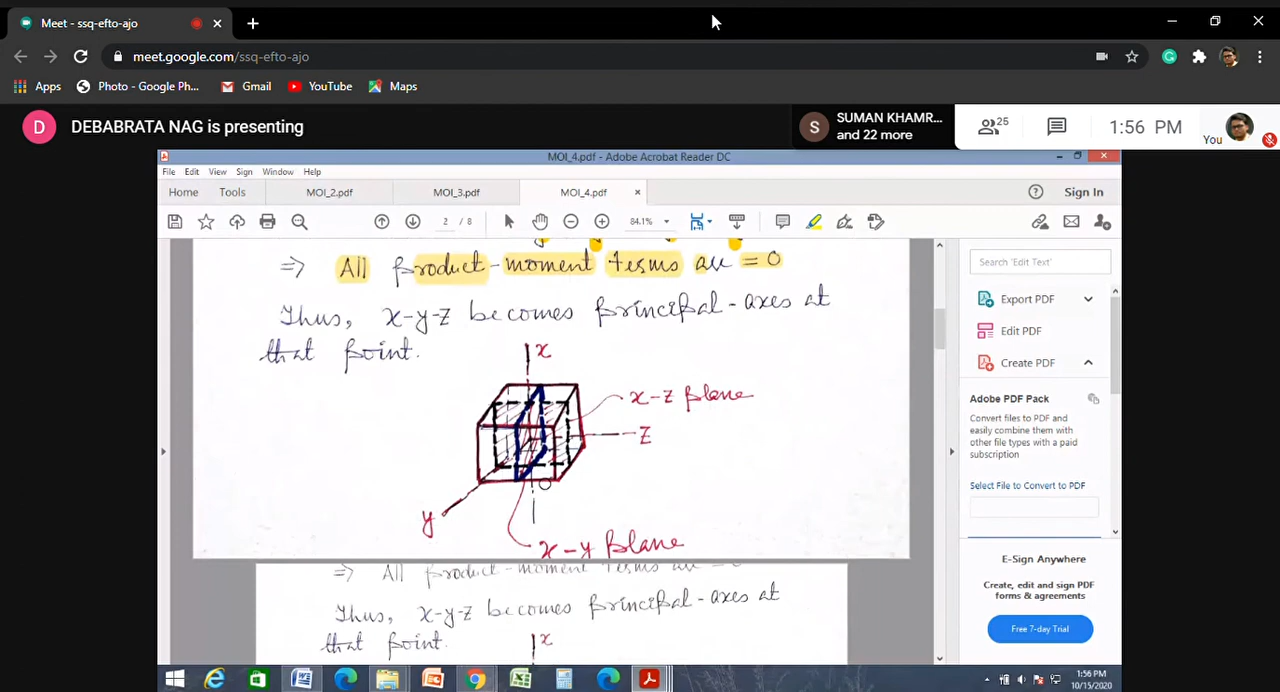 Meet - ssq-efto-ajo
meet.google.com/ssq-efto-ajo
Apps Photo - Google Ph... Gmail YouTube Maps
D DEBABRATA NAG is presenting
S SUMAN KHAMR...
and 22 more
25
1:56 PM
You
MOI_4.pdf - Adobe Acrobat Reader DC
File Edit View Sign Window Help
Home Tools MOI_2.pdf MOI_3.pdf MOI_4.pdf Sign In
2 / 8 84.1%
⇒ All product-moment terms are = 0
Thus, x-y-z becomes principal-axes at
that point.
x
x-z plane
z
y
x-y plane
⇒ All product-moment terms are = 0
Thus, x-y-z becomes principal-axes at
that point.
x
Search 'Edit Text'
Export PDF
Edit PDF
Create PDF
Adobe PDF Pack
Convert files to PDF and
easily combine them with
other file types with a paid
subscription
Select File to Convert to PDF
E-Sign Anywhere
Create, edit and sign PDF
forms & agreements
Free 7-day Trial
1:56 PM
10/15/2020